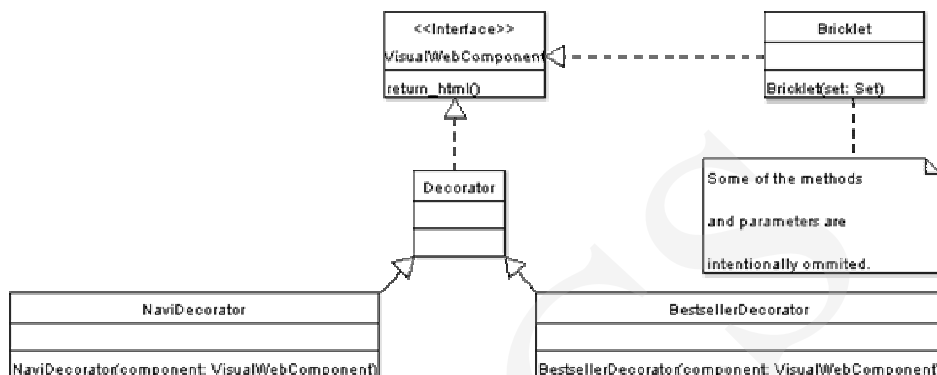 <<Interface>>
VisualWebComponent
return_html()
Bricklet
Bricklet(set: Set)
Decorator
Some of the methods
and parameters are
intentionally ommited.
NaviDecorator
NaviDecorator(component: VisualWebComponent)
BestsellerDecorator
BestsellerDecorator(component: VisualWebComponent)
CS